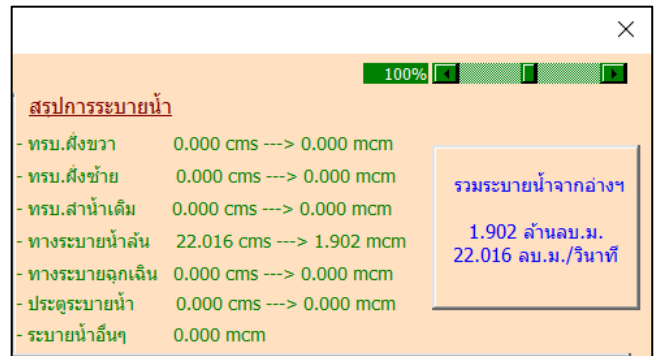 100%
สรุปการระบายน้ำ
- ทรบ.ฝั่งขวา 0.000 cms ---> 0.000 mcm
- ทรบ.ฝั่งซ้าย 0.000 cms ---> 0.000 mcm
- ทรบ.สาน้ำเดิม 0.000 cms ---> 0.000 mcm
- ทางระบายน้ำล้น 22.016 cms ---> 1.902 mcm
- ทางระบายฉุกเฉิน 0.000 cms ---> 0.000 mcm
- ประตูระบายน้ำ 0.000 cms ---> 0.000 mcm
- ระบายน้ำอื่นๆ 0.000 mcm
รวมระบายน้ำจากอ่างฯ
1.902 ล้านลบ.ม.
22.016 ลบ.ม./วินาที